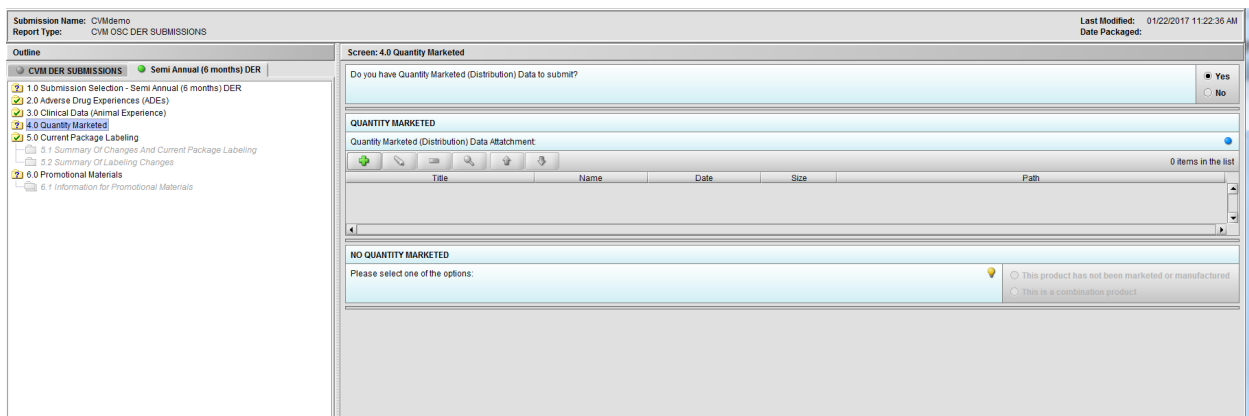 Submission Name: CVMdemo
Report Type: CVM OSC DER SUBMISSIONS
Last Modified: 01/22/2017 11:22:36 AM
Date Packaged:
Outline
CVM DER SUBMISSIONS
Semi Annual (6 months) DER
1.0 Submission Selection - Semi Annual (6 months) DER
2.0 Adverse Drug Experiences (ADEs)
3.0 Clinical Data (Animal Experience)
4.0 Quantity Marketed
5.0 Current Package Labeling
5.1 Summary Of Changes And Current Package Labeling
5.2 Summary Of Labeling Changes
6.0 Promotional Materials
6.1 Information for Promotional Materials
Screen: 4.0 Quantity Marketed
Do you have Quantity Marketed (Distribution) Data to submit?
Yes
No
QUANTITY MARKETED
Quantity Marketed (Distribution) Data Attatchment:
0 items in the list
Title Name Date Size Path
NO QUANTITY MARKETED
Please select one of the options:
This product has not been marketed or manufactured
This is a combination product